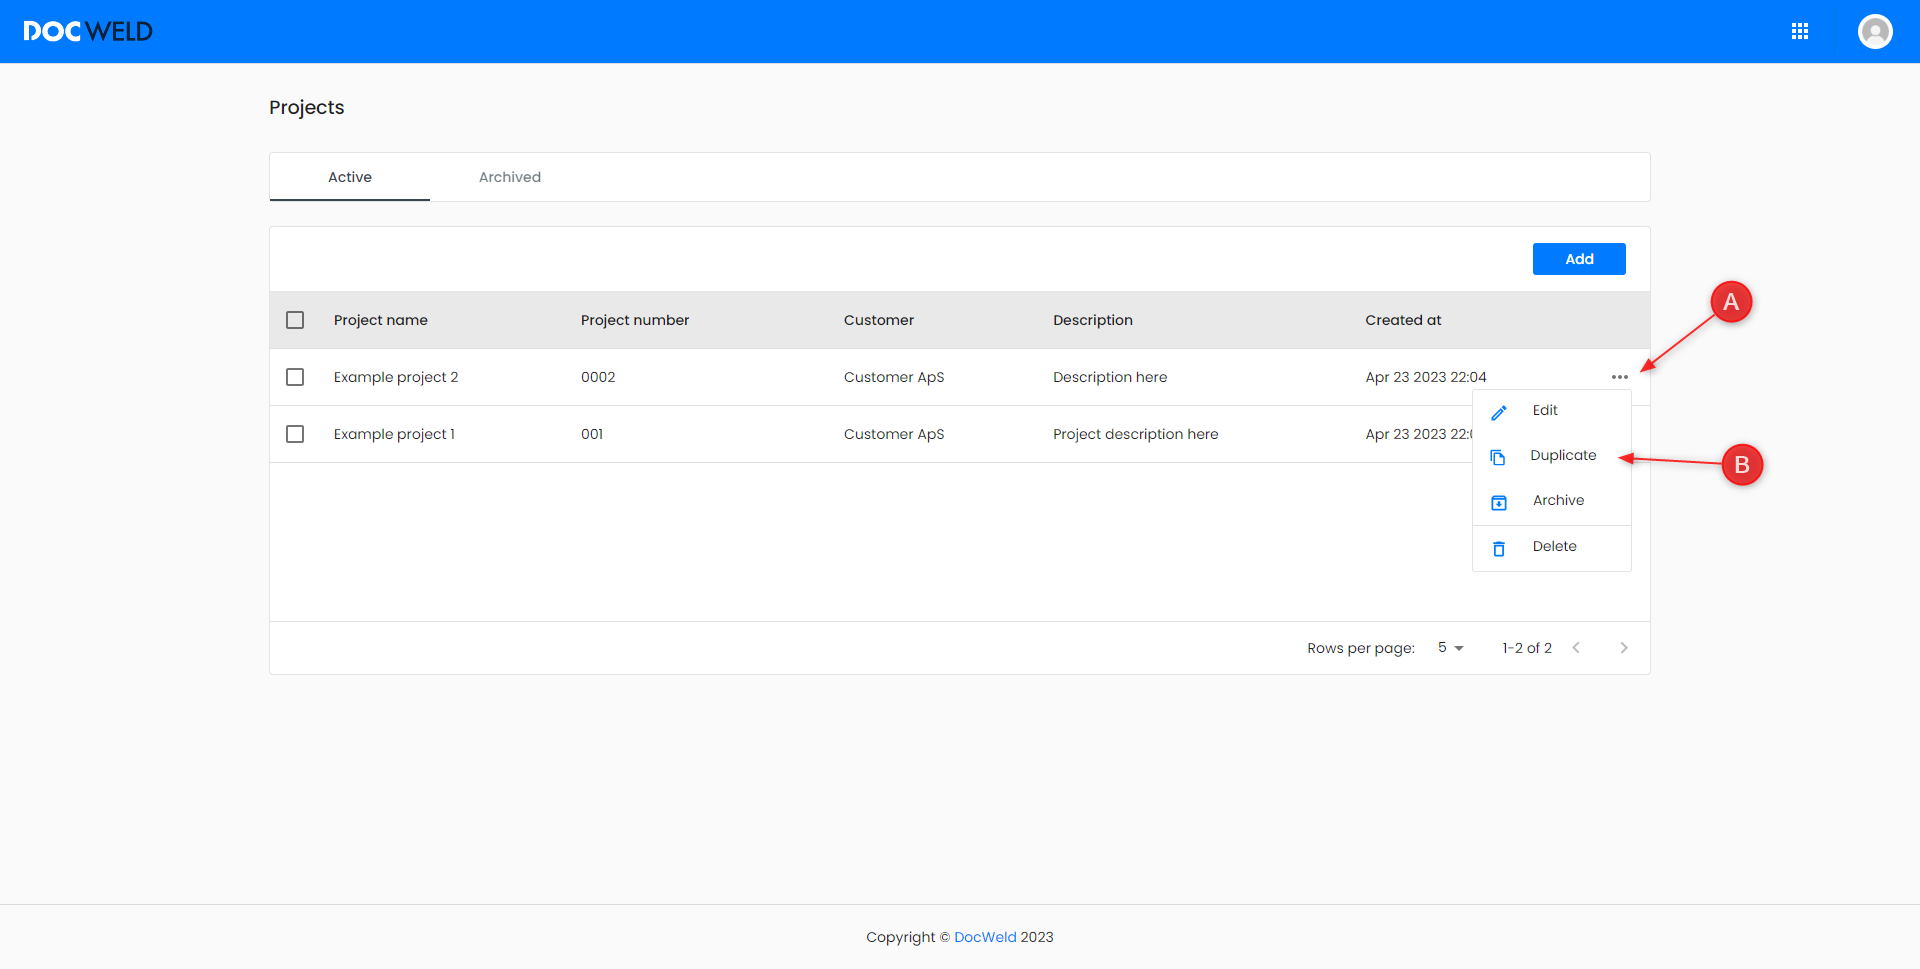 DOCWELD
Projects
Active Archived
Add
Project name Project number Customer Description Created at
A
Example project 2 0002 Customer ApS Description here Apr 23 2023 22:04
Edit
Example project 1 001 Customer ApS Project description here Apr 23 2023 22:
Duplicate
B
Archive
Delete
Rows per page: 5 1-2 of 2
Copyright © DocWeld 2023